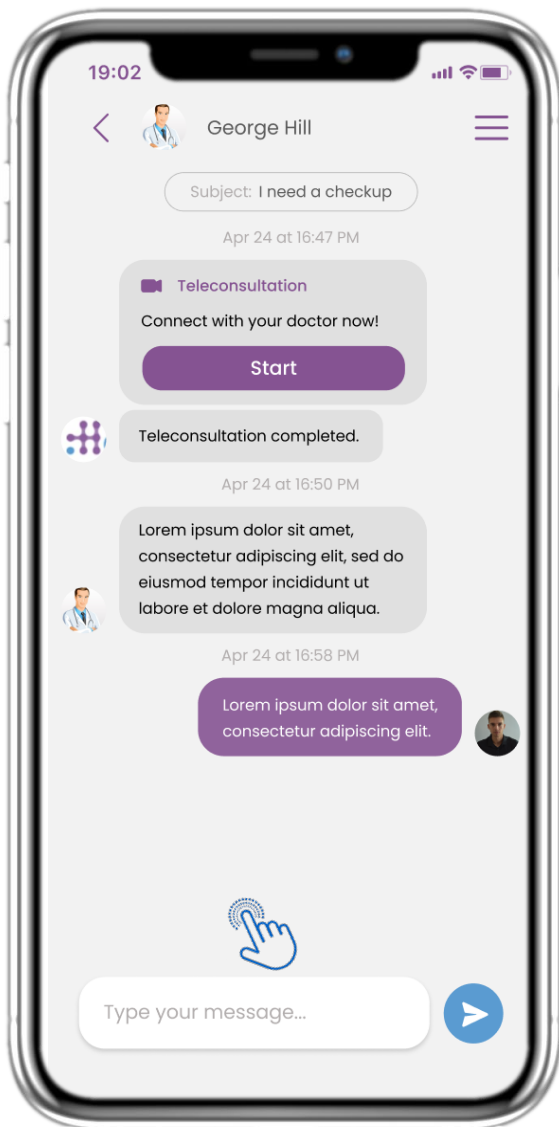 19:02
George Hill
Subject: I need a checkup
Apr 24 at 16:47 PM
Teleconsultation
Connect with your doctor now!
Start
Teleconsultation completed.
Apr 24 at 16:50 PM
Lorem ipsum dolor sit amet,
consectetur adipiscing elit, sed do
eiusmod tempor incididunt ut
labore et dolore magna aliqua.
Apr 24 at 16:58 PM
Lorem ipsum dolor sit amet,
consectetur adipiscing elit.
Type your message...